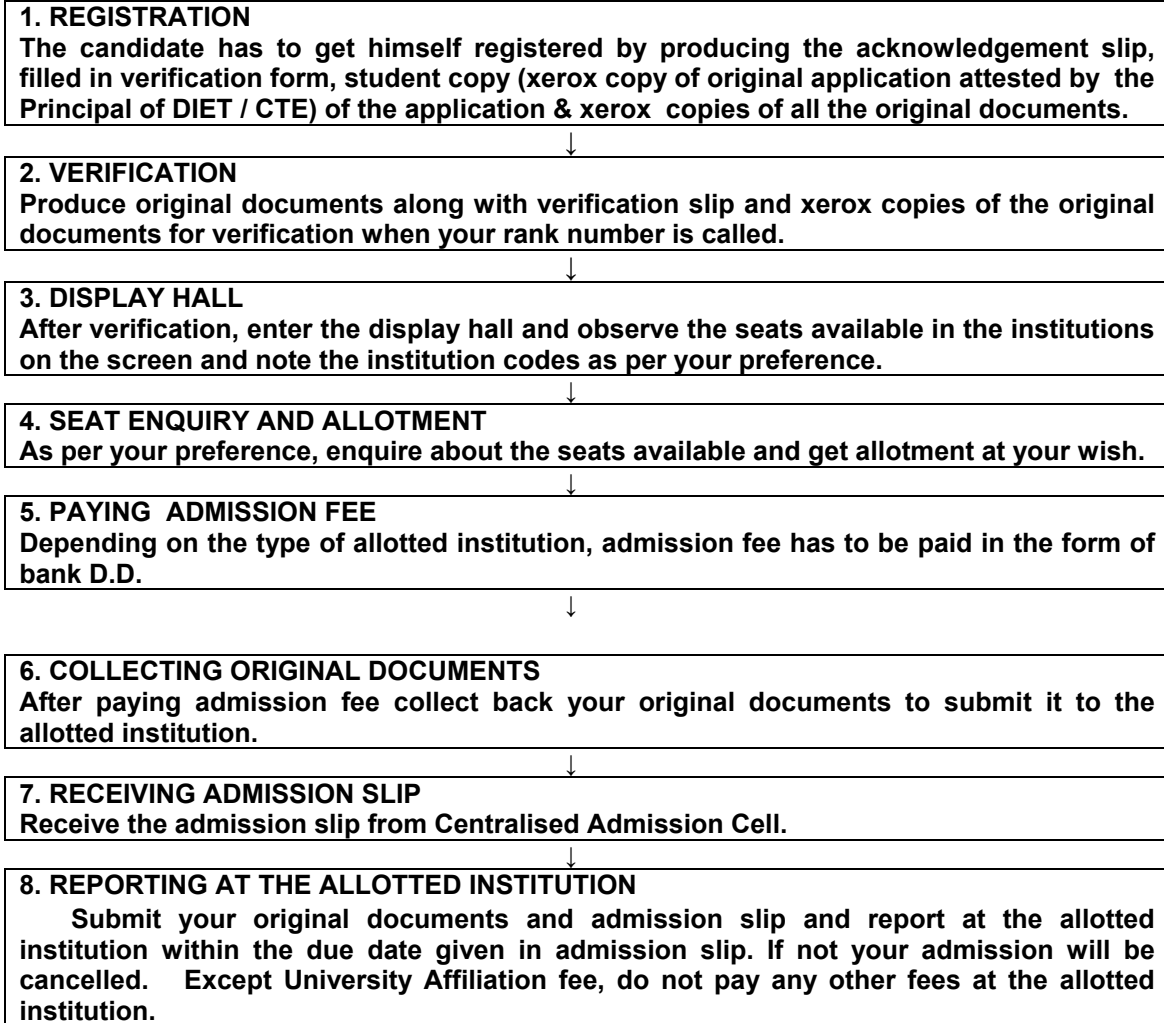 1. REGISTRATION
The candidate has to get himself registered by producing the acknowledgement slip,
filled in verification form, student copy (xerox copy of original application attested by the
Principal of DIET / CTE) of the application & xerox copies of all the original documents.
↓
2. VERIFICATION
Produce original documents along with verification slip and xerox copies of the original
documents for verification when your rank number is called.
↓
3. DISPLAY HALL
After verification, enter the display hall and observe the seats available in the institutions
on the screen and note the institution codes as per your preference.
↓
4. SEAT ENQUIRY AND ALLOTMENT
As per your preference, enquire about the seats available and get allotment at your wish.
↓
5. PAYING ADMISSION FEE
Depending on the type of allotted institution, admission fee has to be paid in the form of
bank D.D.
↓
6. COLLECTING ORIGINAL DOCUMENTS
After paying admission fee collect back your original documents to submit it to the
allotted institution.
↓
7. RECEIVING ADMISSION SLIP
Receive the admission slip from Centralised Admission Cell.
↓
8. REPORTING AT THE ALLOTTED INSTITUTION
Submit your original documents and admission slip and report at the allotted
institution within the due date given in admission slip. If not your admission will be
cancelled. Except University Affiliation fee, do not pay any other fees at the allotted
institution.